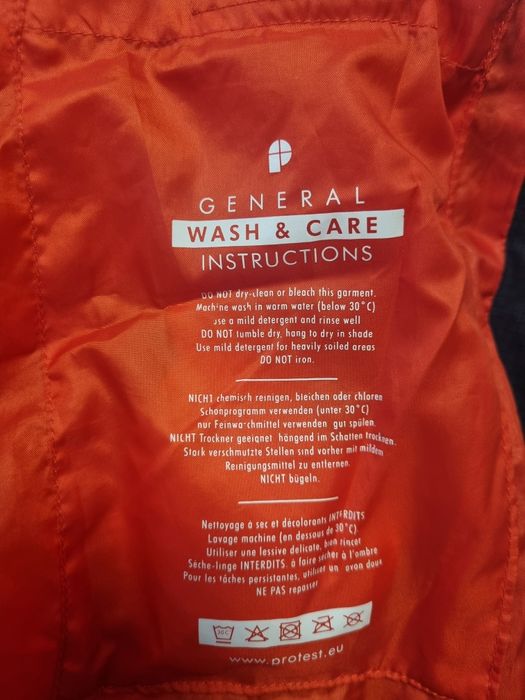 P
GENERAL
WASH & CARE
INSTRUCTIONS
DO NOT dry-clean or bleach this garment.
Machine wash in warm water (below 30°C)
use a mild detergent and rinse well
DO NOT tumble dry, hang to dry in shade
Use mild detergent for heavily soiled areas
DO NOT iron.
NICHT chemisch reinigen, bleichen oder chloren
Schonprogramm verwenden (unter 30°C)
nur Feinwachmittel verwenden gut spülen.
NICHT Trockner geeignet hängend im Schatten trocknen.
Stark verschmutzte Stellen sind vorher mit mildem
Reinigungsmittel zu entfernen.
NICHT bügeln.
Nettoyage à sec et décolorants INTERDITS
Lavage machine (en dessous de 30°C)
Utiliser une lessive delicate, bien rincer
Sèche-linge INTERDITS. à faire sécher à l'ombre
Pour les tâches persistantes, utiliser un avon doux
NE PAS repasser
30C
www.protest.eu